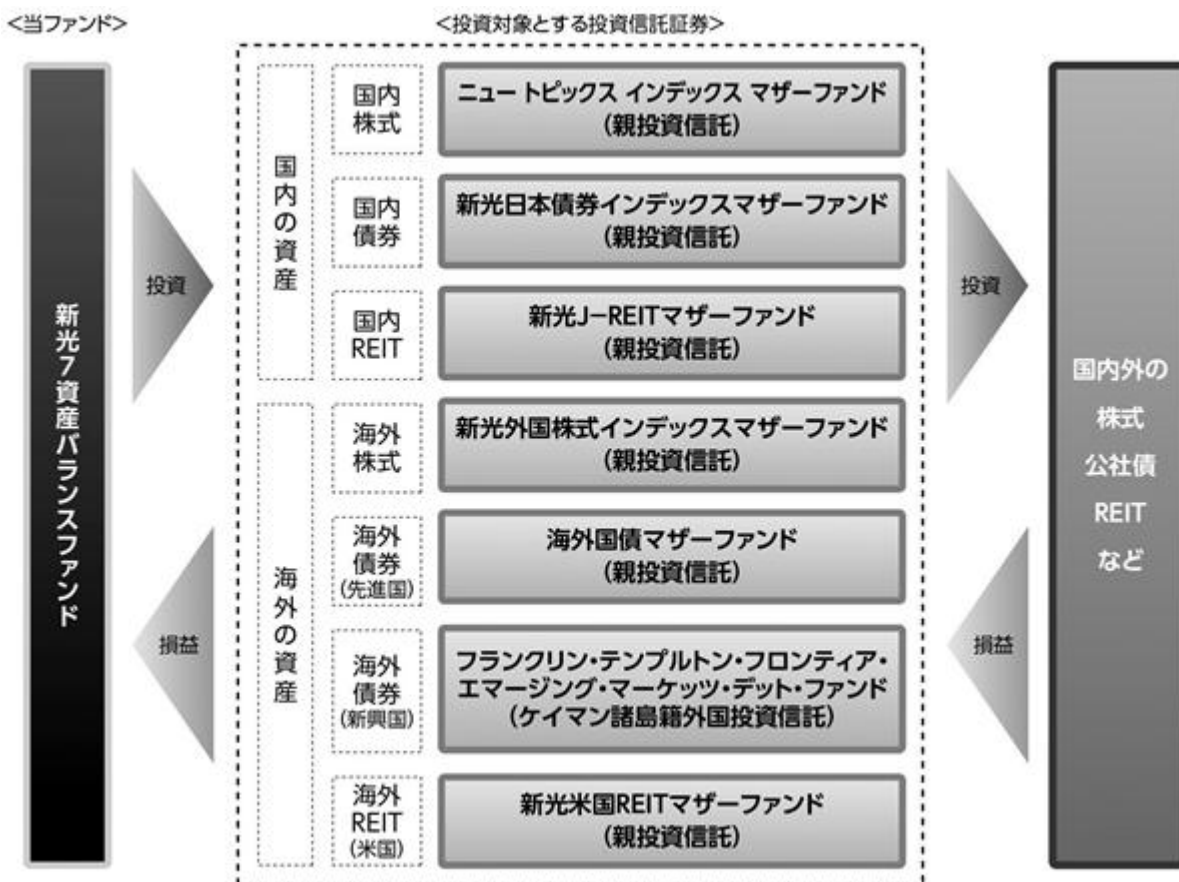 <当ファンド>
<投資対象とする投資信託証券>
新光7資産バランスファンド
投資
損益
国内の資産
国内
株式
ニュートピックス インデックス マザーファンド
(親投資信託)
国内
債券
新光日本債券インデックスマザーファンド
(親投資信託)
国内
REIT
新光J-REITマザーファンド
(親投資信託)
海外の資産
海外
株式
新光外国株式インデックスマザーファンド
(親投資信託)
海外
債券
(先進国)
海外国債マザーファンド
(親投資信託)
海外
債券
(新興国)
フランクリン・テンプルトン・フロンティア・
エマージング・マーケッツ・デット・ファンド
(ケイマン諸島籍外国投資信託)
海外
REIT
(米国)
新光米国REITマザーファンド
(親投資信託)
投資
損益
国内外の
株式
公社債
REIT
など